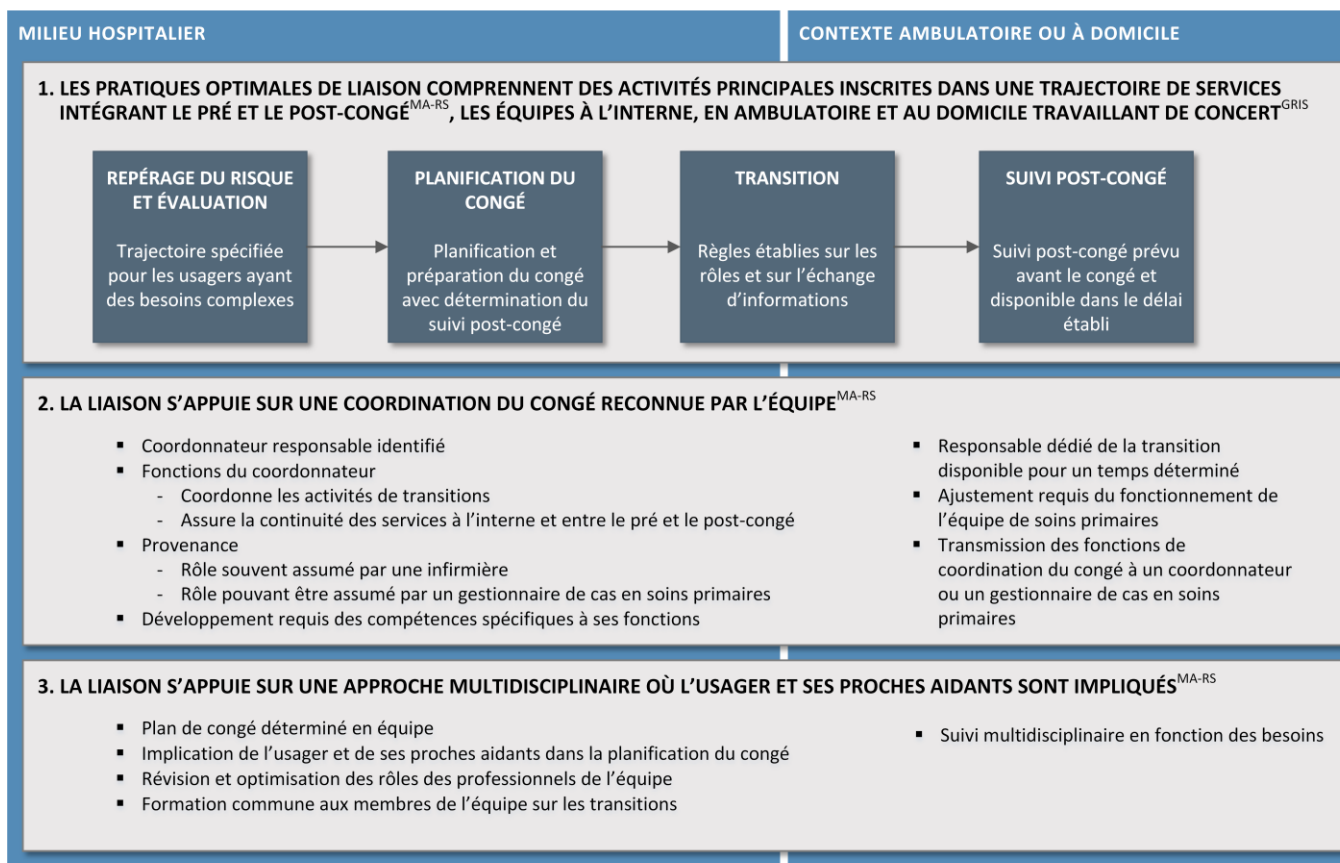 MILIEU HOSPITALIER
CONTEXTE AMBULATOIRE OU À DOMICILE
1. LES PRATIQUES OPTIMALES DE LIAISON COMPRENNENT DES ACTIVITÉS PRINCIPALES INSCRITES DANS UNE TRAJECTOIRE DE SERVICES
INTÉGRANT LE PRÉ ET LE POST-CONGÉMA-RS, LES ÉQUIPES À L’INTERNE, EN AMBULATOIRE ET AU DOMICILE TRAVAILLANT DE CONCERTGRIS
REPÉRAGE DU RISQUE
ET ÉVALUATION
Trajectoire spécifiée
pour les usagers ayant
des besoins complexes
PLANIFICATION DU
CONGÉ
Planification et
préparation du congé
avec détermination du
suivi post-congé
TRANSITION
Règles établies sur les
rôles et sur l’échange
d’informations
SUIVI POST-CONGÉ
Suivi post-congé prévu
avant le congé et
disponible dans le délai
établi
2. LA LIAISON S’APPUIE SUR UNE COORDINATION DU CONGÉ RECONNUE PAR L’ÉQUIPEMA-RS
▪ Coordonnateur responsable identifié
▪ Fonctions du coordonnateur
- Coordonne les activités de transitions
- Assure la continuité des services à l’interne et entre le pré et le post-congé
▪ Provenance
- Rôle souvent assumé par une infirmière
- Rôle pouvant être assumé par un gestionnaire de cas en soins primaires
▪ Développement requis des compétences spécifiques à ses fonctions
▪ Responsable dédié de la transition
disponible pour un temps déterminé
▪ Ajustement requis du fonctionnement de
l’équipe de soins primaires
▪ Transmission des fonctions de
coordination du congé à un coordonnateur
ou un gestionnaire de cas en soins
primaires
3. LA LIAISON S’APPUIE SUR UNE APPROCHE MULTIDISCIPLINAIRE OÙ L’USAGER ET SES PROCHES AIDANTS SONT IMPLIQUÉSMA-RS
▪ Plan de congé déterminé en équipe
▪ Implication de l’usager et de ses proches aidants dans la planification du congé
▪ Révision et optimisation des rôles des professionnels de l’équipe
▪ Formation commune aux membres de l’équipe sur les transitions
▪ Suivi multidisciplinaire en fonction des besoins